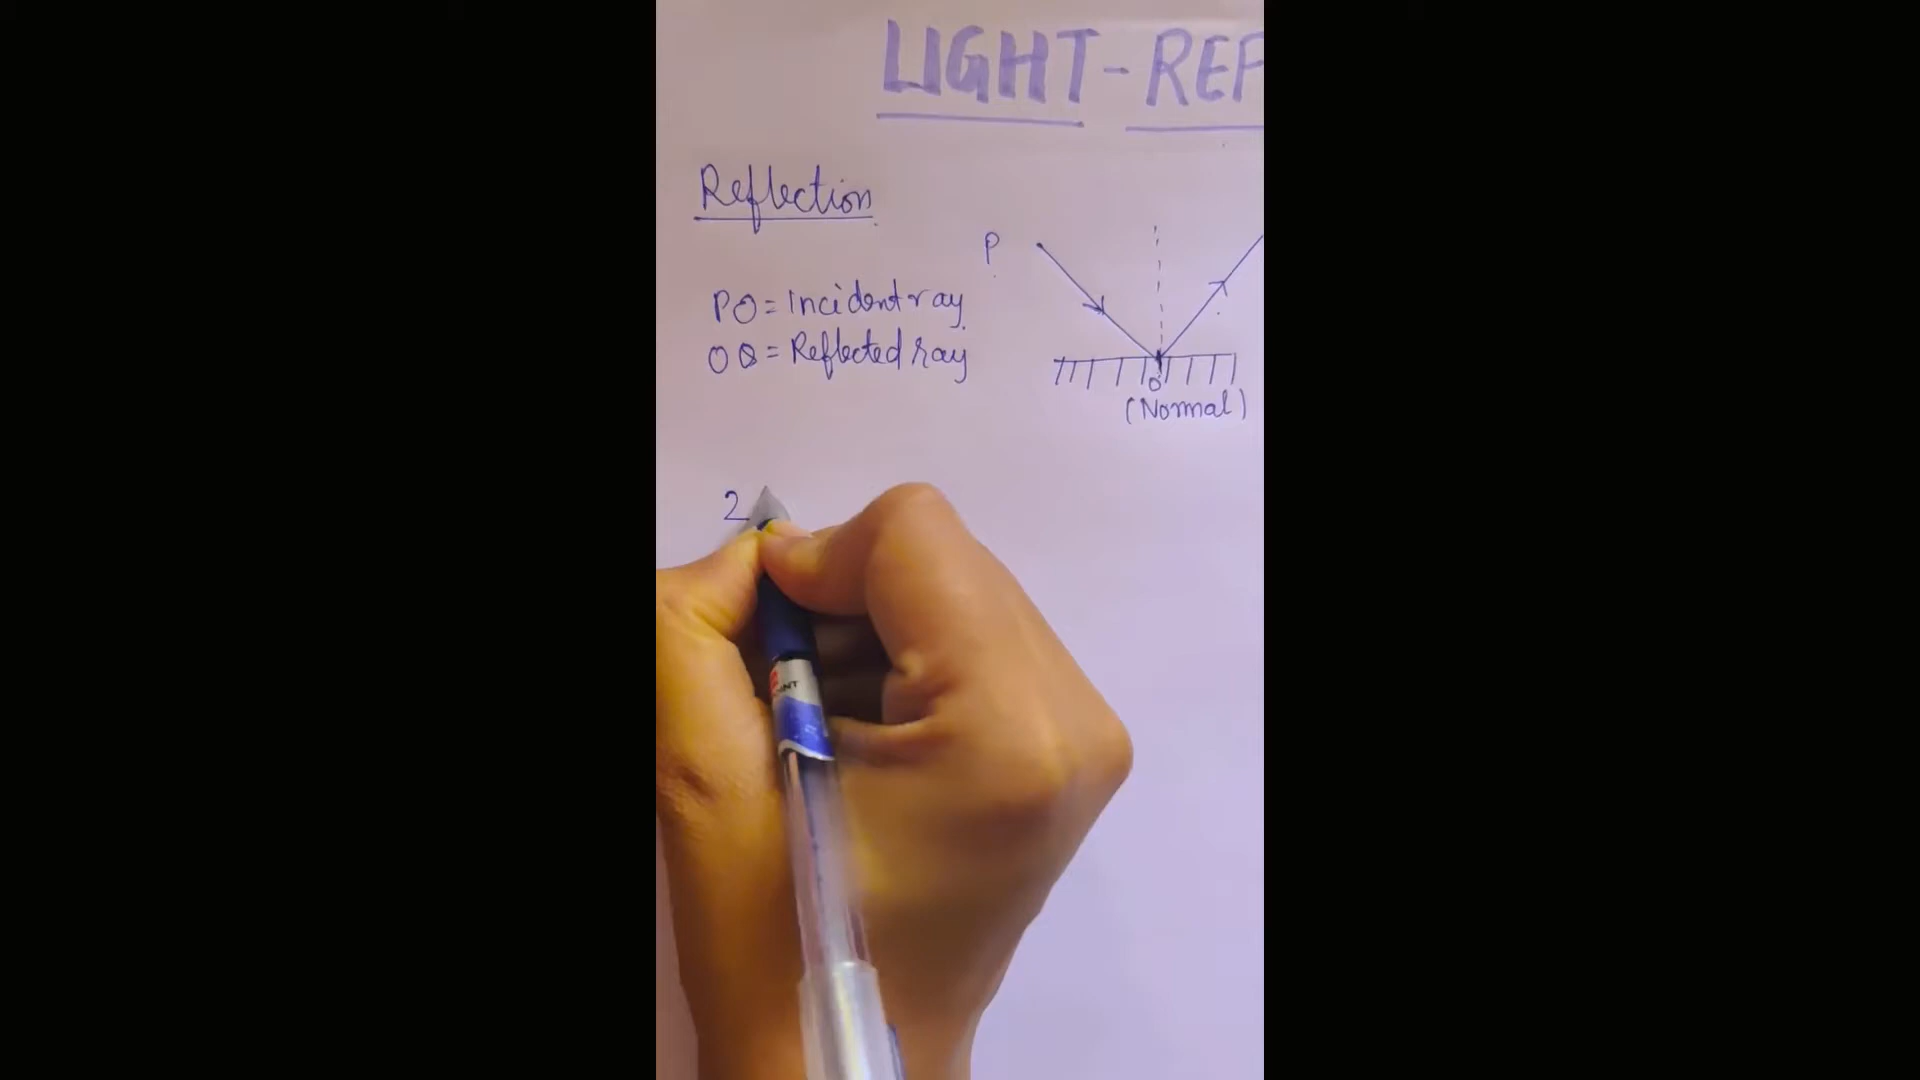 LIGHT-REF
Reflection
P
PO = Incident ray
OQ = Reflected ray
O
(Normal)
2